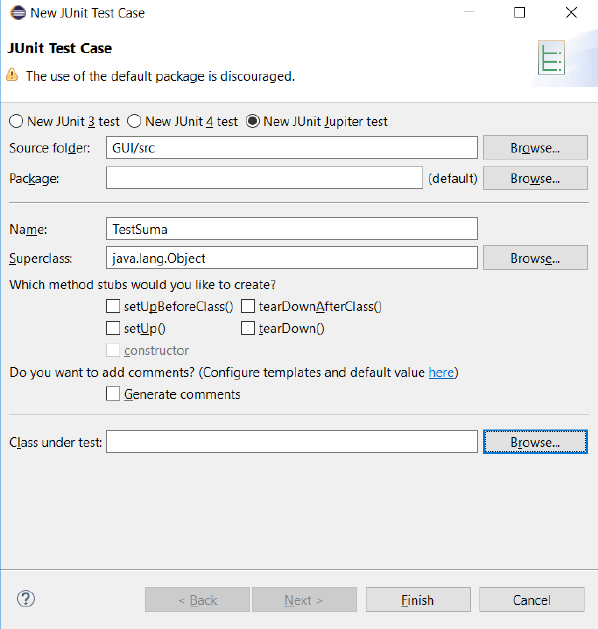 New JUnit Test Case
JUnit Test Case
The use of the default package is discouraged.
New JUnit 3 test New JUnit 4 test New JUnit Jupiter test
Source folder: GUI/src Browse...
Package: (default) Browse...
Name: TestSuma
Superclass: java.lang.Object Browse...
Which method stubs would you like to create?
setUpBeforeClass() tearDownAfterClass()
setUp() tearDown()
constructor
Do you want to add comments? (Configure templates and default value here)
Generate comments
Class under test: Browse...
? < Back Next > Finish Cancel